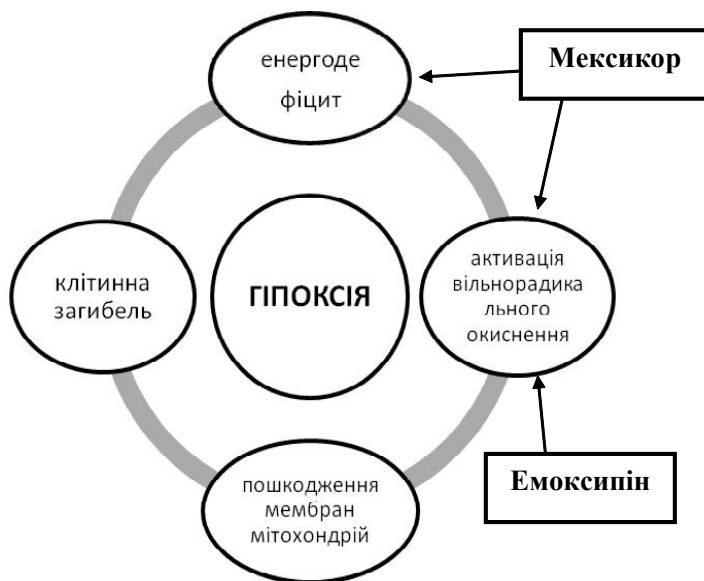 енергоде
фіцит
Мексикор
клітинна
загибель
ГІПОКСІЯ
активація
вільнорадика
льного
окиснення
пошкодження
мембран
мітохондрій
Емоксипін